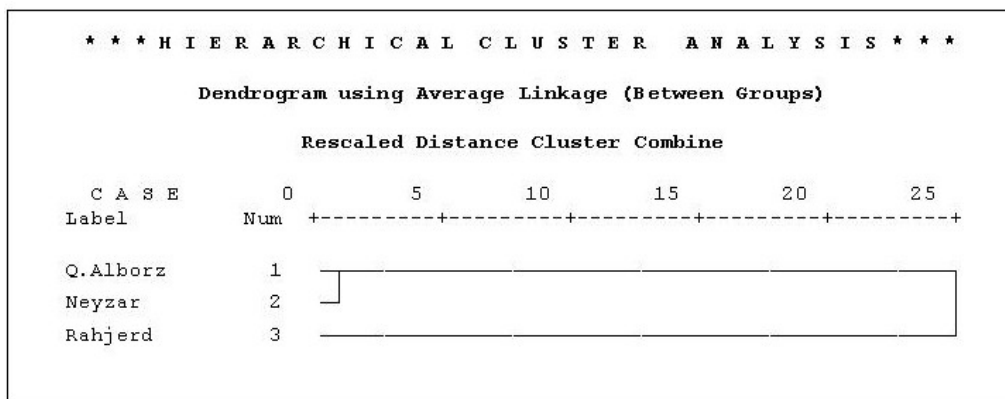 * * * H I E R A R C H I C A L C L U S T E R A N A L Y S I S * * *
Dendrogram using Average Linkage (Between Groups)
Rescaled Distance Cluster Combine
C A S E 0 5 10 15 20 25
Label Num +---------+---------+---------+---------+---------+
Q.Alborz 1
Neyzar 2
Rahjerd 3